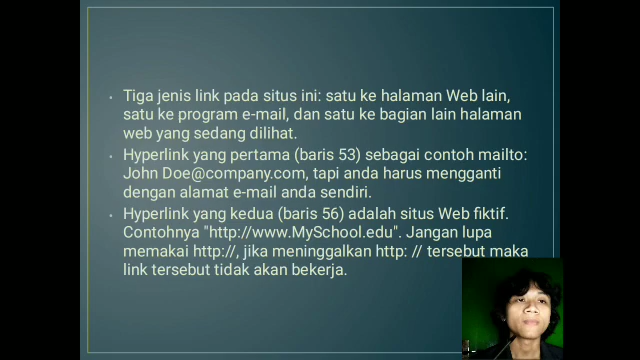 Tiga jenis link pada situs ini: satu ke halaman Web lain,
satu ke program e-mail, dan satu ke bagian lain halaman
web yang sedang dilihat.
Hyperlink yang pertama (baris 53) sebagai contoh mailto:
John Doe@company.com, tapi anda harus mengganti
dengan alamat e-mail anda sendiri.
Hyperlink yang kedua (baris 56) adalah situs Web fiktif.
Contohnya "http://www.MySchool.edu". Jangan lupa
memakai http://, jika meninggalkan http: // tersebut maka
link tersebut tidak akan bekerja.